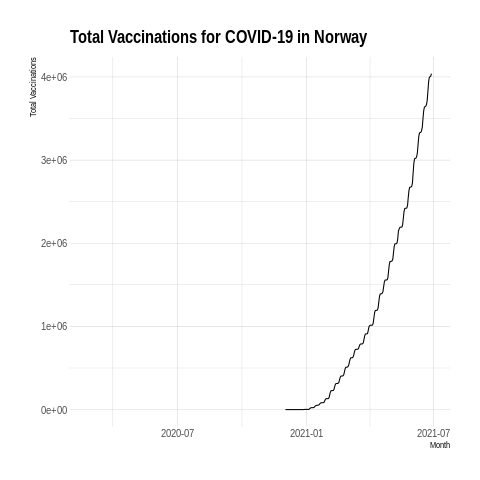 Total Vaccinations for COVID-19 in Norway
Total Vaccinations
4e+06
3e+06
2e+06
1e+06
0e+00
2020-07
2021-01
2021-07
Month